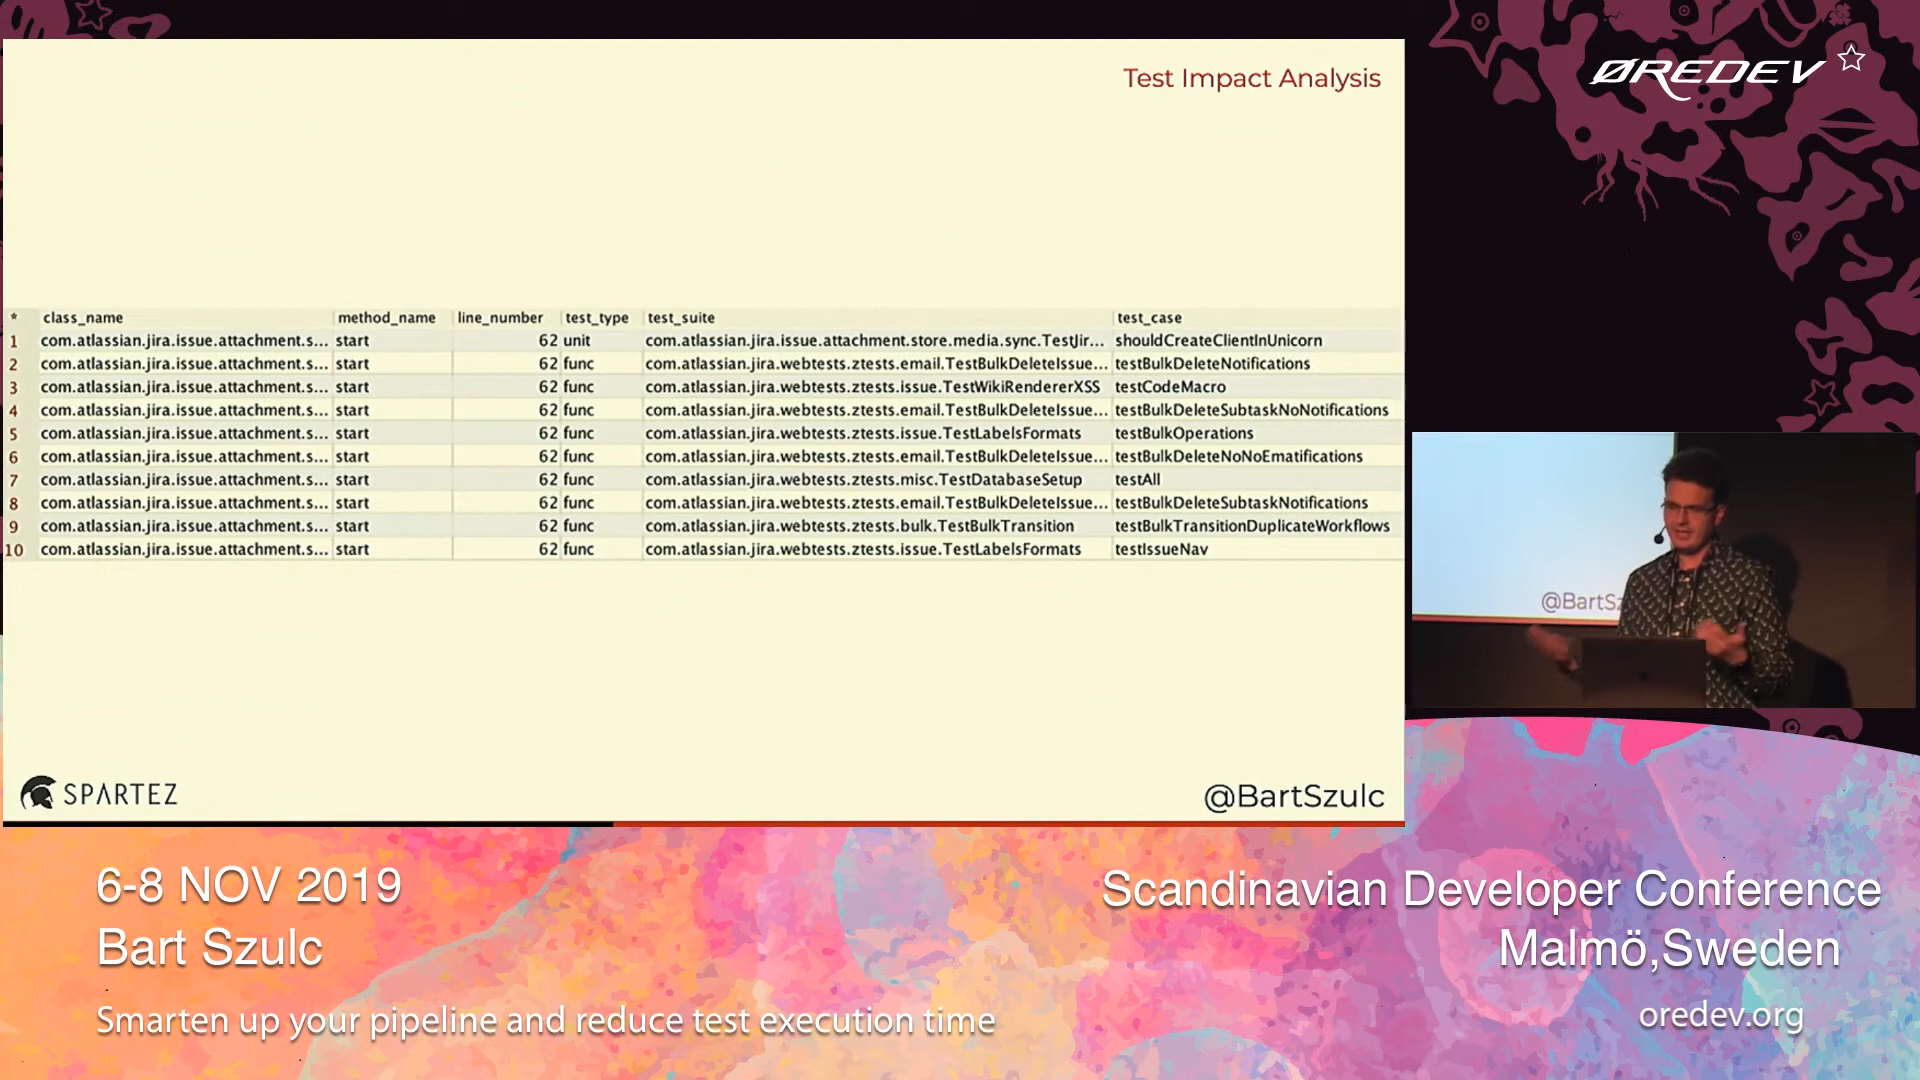 ØREDEV
Test Impact Analysis
* class_name method_name line_number test_type test_suite test_case
1 com.atlassian.jira.issue.attachment.s... start 62 unit com.atlassian.jira.issue.attachment.store.media.sync.TestJir... shouldCreateClientInUnicorn
2 com.atlassian.jira.issue.attachment.s... start 62 func com.atlassian.jira.webtests.ztests.email.TestBulkDeleteIssue... testBulkDeleteNotifications
3 com.atlassian.jira.issue.attachment.s... start 62 func com.atlassian.jira.webtests.ztests.issue.TestWikiRendererXSS testCodeMacro
4 com.atlassian.jira.issue.attachment.s... start 62 func com.atlassian.jira.webtests.ztests.email.TestBulkDeleteIssue... testBulkDeleteSubtaskNoNotifications
5 com.atlassian.jira.issue.attachment.s... start 62 func com.atlassian.jira.webtests.ztests.issue.TestLabelsFormats testBulkOperations
6 com.atlassian.jira.issue.attachment.s... start 62 func com.atlassian.jira.webtests.ztests.email.TestBulkDeleteIssue... testBulkDeleteNoNoEmatifications
7 com.atlassian.jira.issue.attachment.s... start 62 func com.atlassian.jira.webtests.ztests.misc.TestDatabaseSetup testAll
8 com.atlassian.jira.issue.attachment.s... start 62 func com.atlassian.jira.webtests.ztests.email.TestBulkDeleteIssue... testBulkDeleteSubtaskNotifications
9 com.atlassian.jira.issue.attachment.s... start 62 func com.atlassian.jira.webtests.ztests.bulk.TestBulkTransition testBulkTransitionDuplicateWorkflows
10 com.atlassian.jira.issue.attachment.s... start 62 func com.atlassian.jira.webtests.ztests.issue.TestLabelsFormats testIssueNav
@BartSz
SPARTEZ
@BartSzulc
6-8 NOV 2019
Bart Szulc
Smarten up your pipeline and reduce test execution time
Scandinavian Developer Conference
Malmö,Sweden
oredev.org